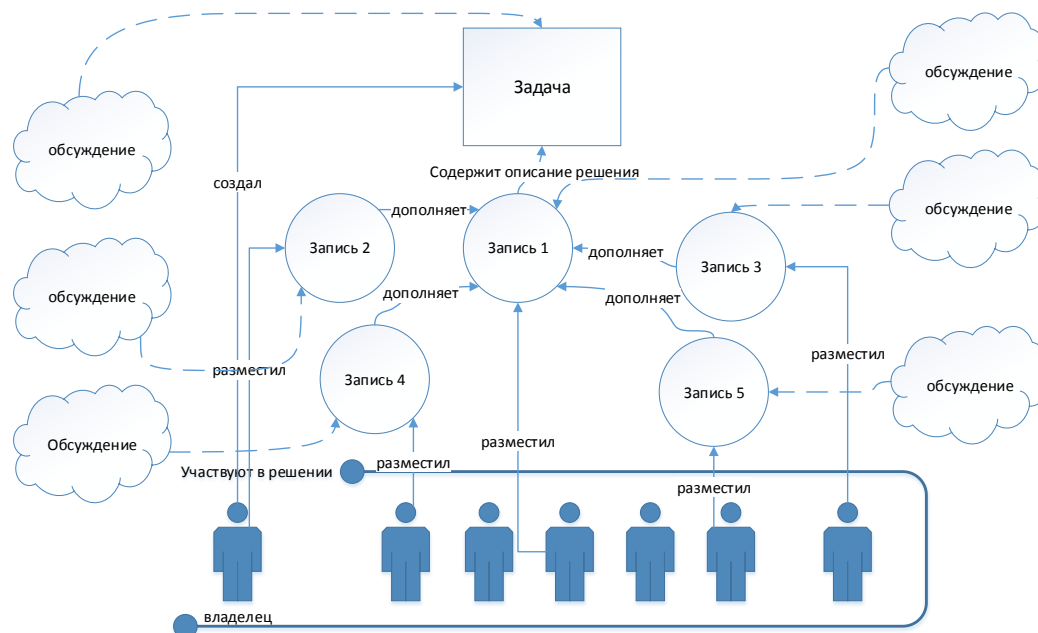 обсуждение
Задача
обсуждение
создал
Содержит описание решения
дополняет
обсуждение
Запись 2
Запись 1
дополняет
Запись 3
обсуждение
дополняет
дополняет
разместил
разместил
Запись 4
Запись 5
обсуждение
Обсуждение
разместил
Участвуют в решении
разместил
разместил
владелец